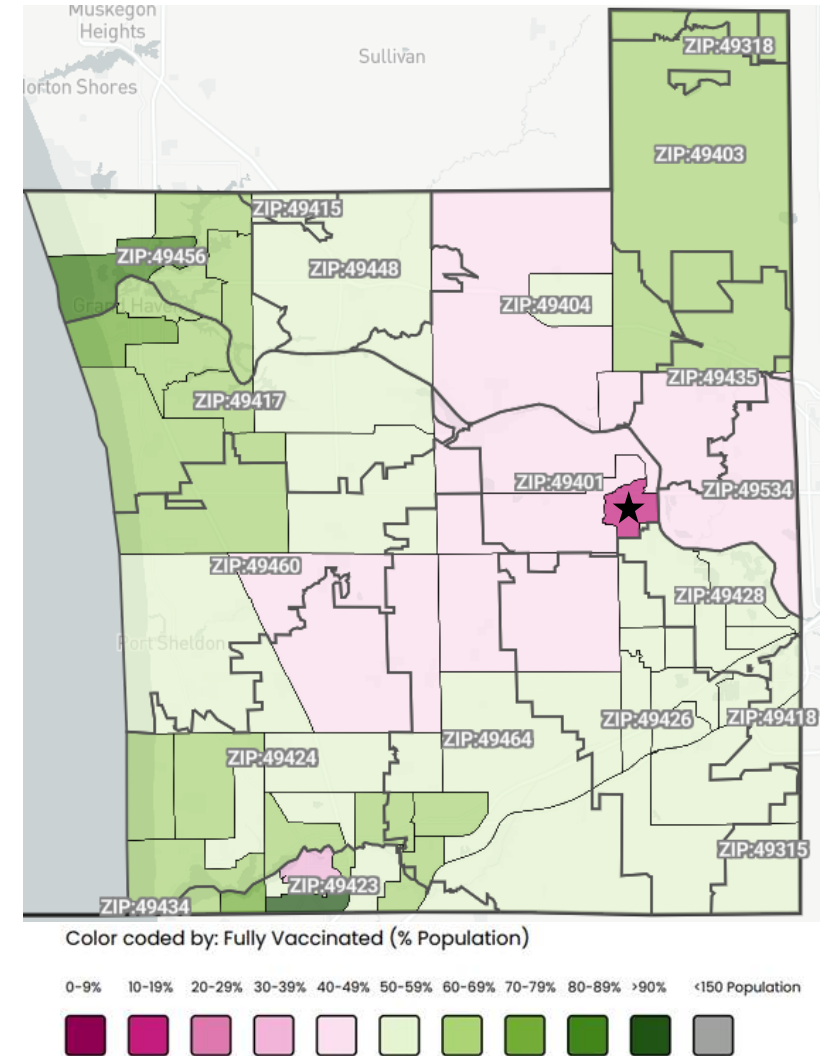 Muskegon
Heights
Sullivan
orton Shores
ZIP:49318
ZIP:49403
ZIP:49415
ZIP:49456
ZIP:49448
Grand Haven
ZIP:49404
ZIP:49435
ZIP:49417
ZIP:49401
ZIP:49534
ZIP:49460
ZIP:49428
Port Sheldon
ZIP:49426
ZIP:49418
ZIP:49464
ZIP:49424
ZIP:49315
ZIP:49423
ZIP:49434
Color coded by: Fully Vaccinated (% Population)
0-9% 10-19% 20-29% 30-39% 40-49% 50-59% 60-69% 70-79% 80-89% >90% <150 Population